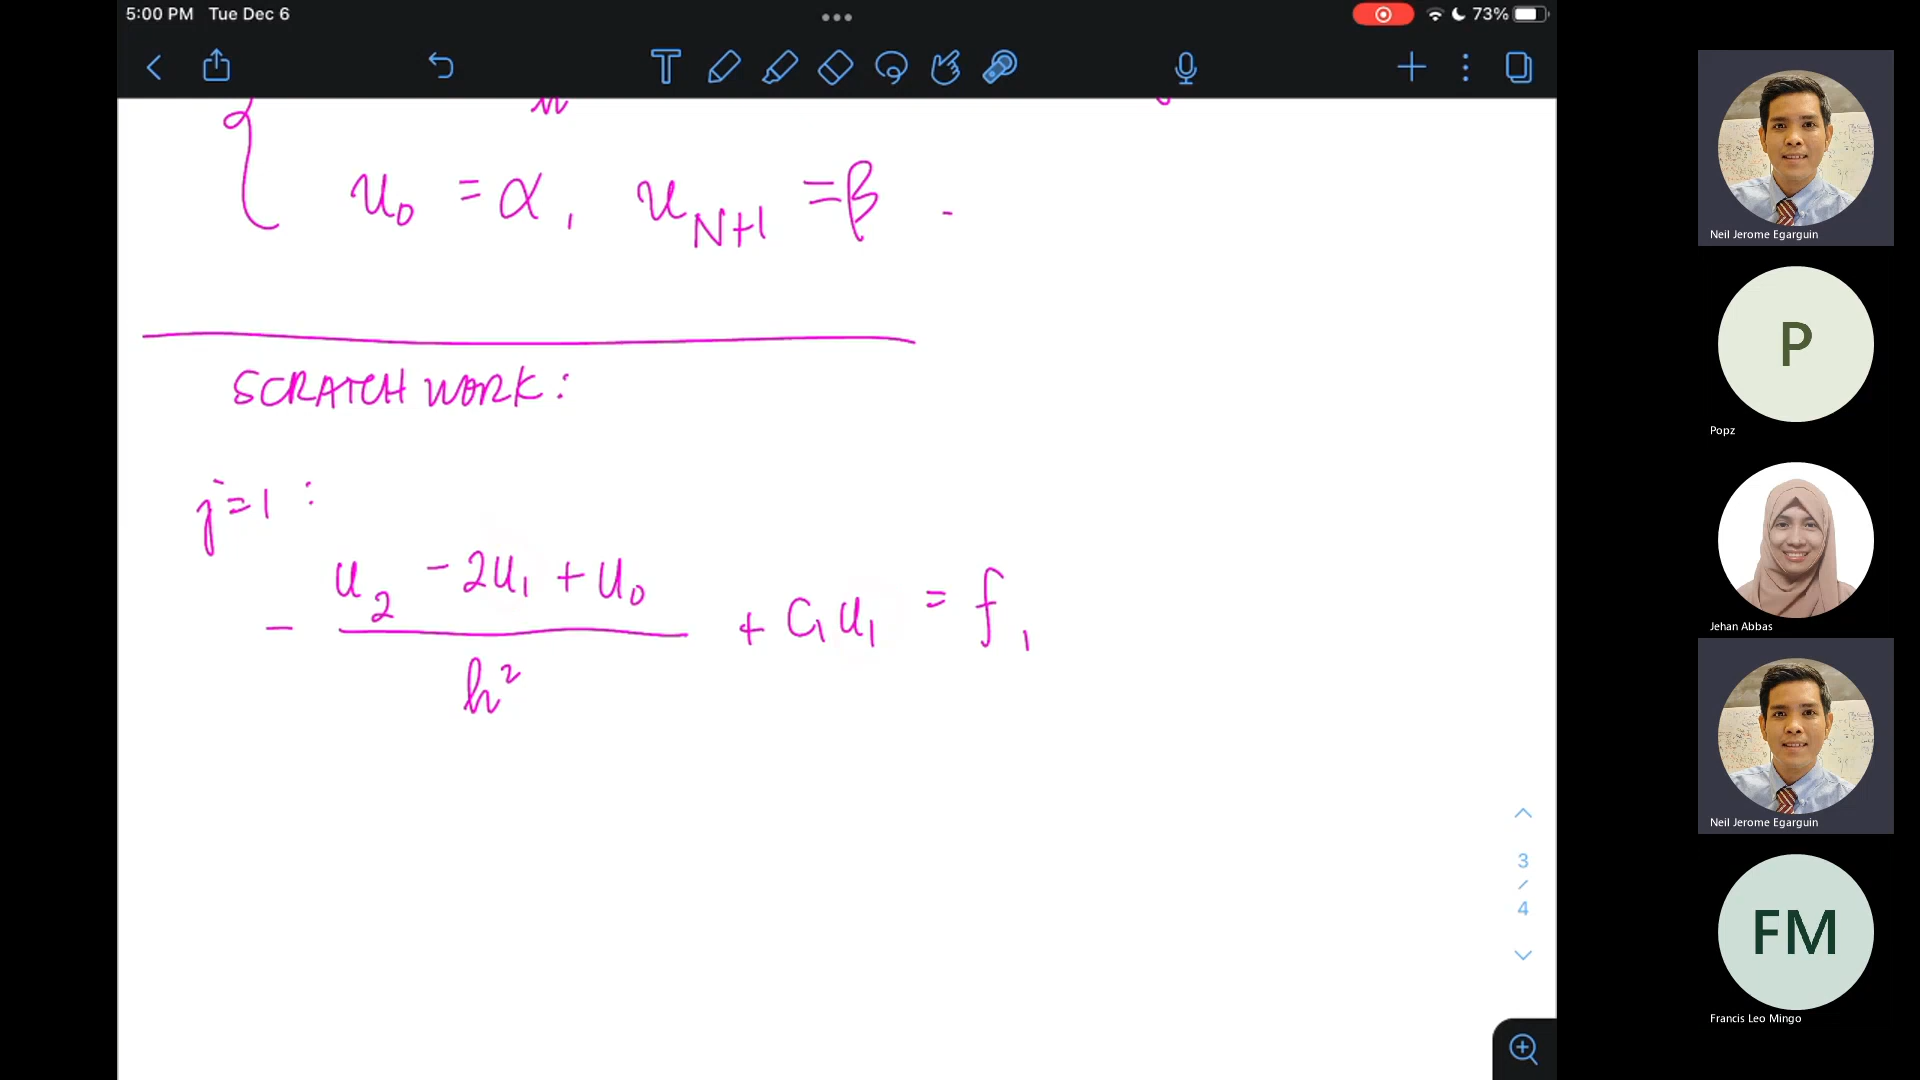 5:00 PM Tue Dec 6
73%
u₀ = α, u_{N+1} = β .
SCRATCH WORK:
j=1 :
- (u₂ - 2u₁ + u₀)/h² + C₁u₁ = f₁
3
/
4
Neil Jerome Egarguin
P
Popz
Jehan Abbas
Neil Jerome Egarguin
FM
Francis Leo Mingo